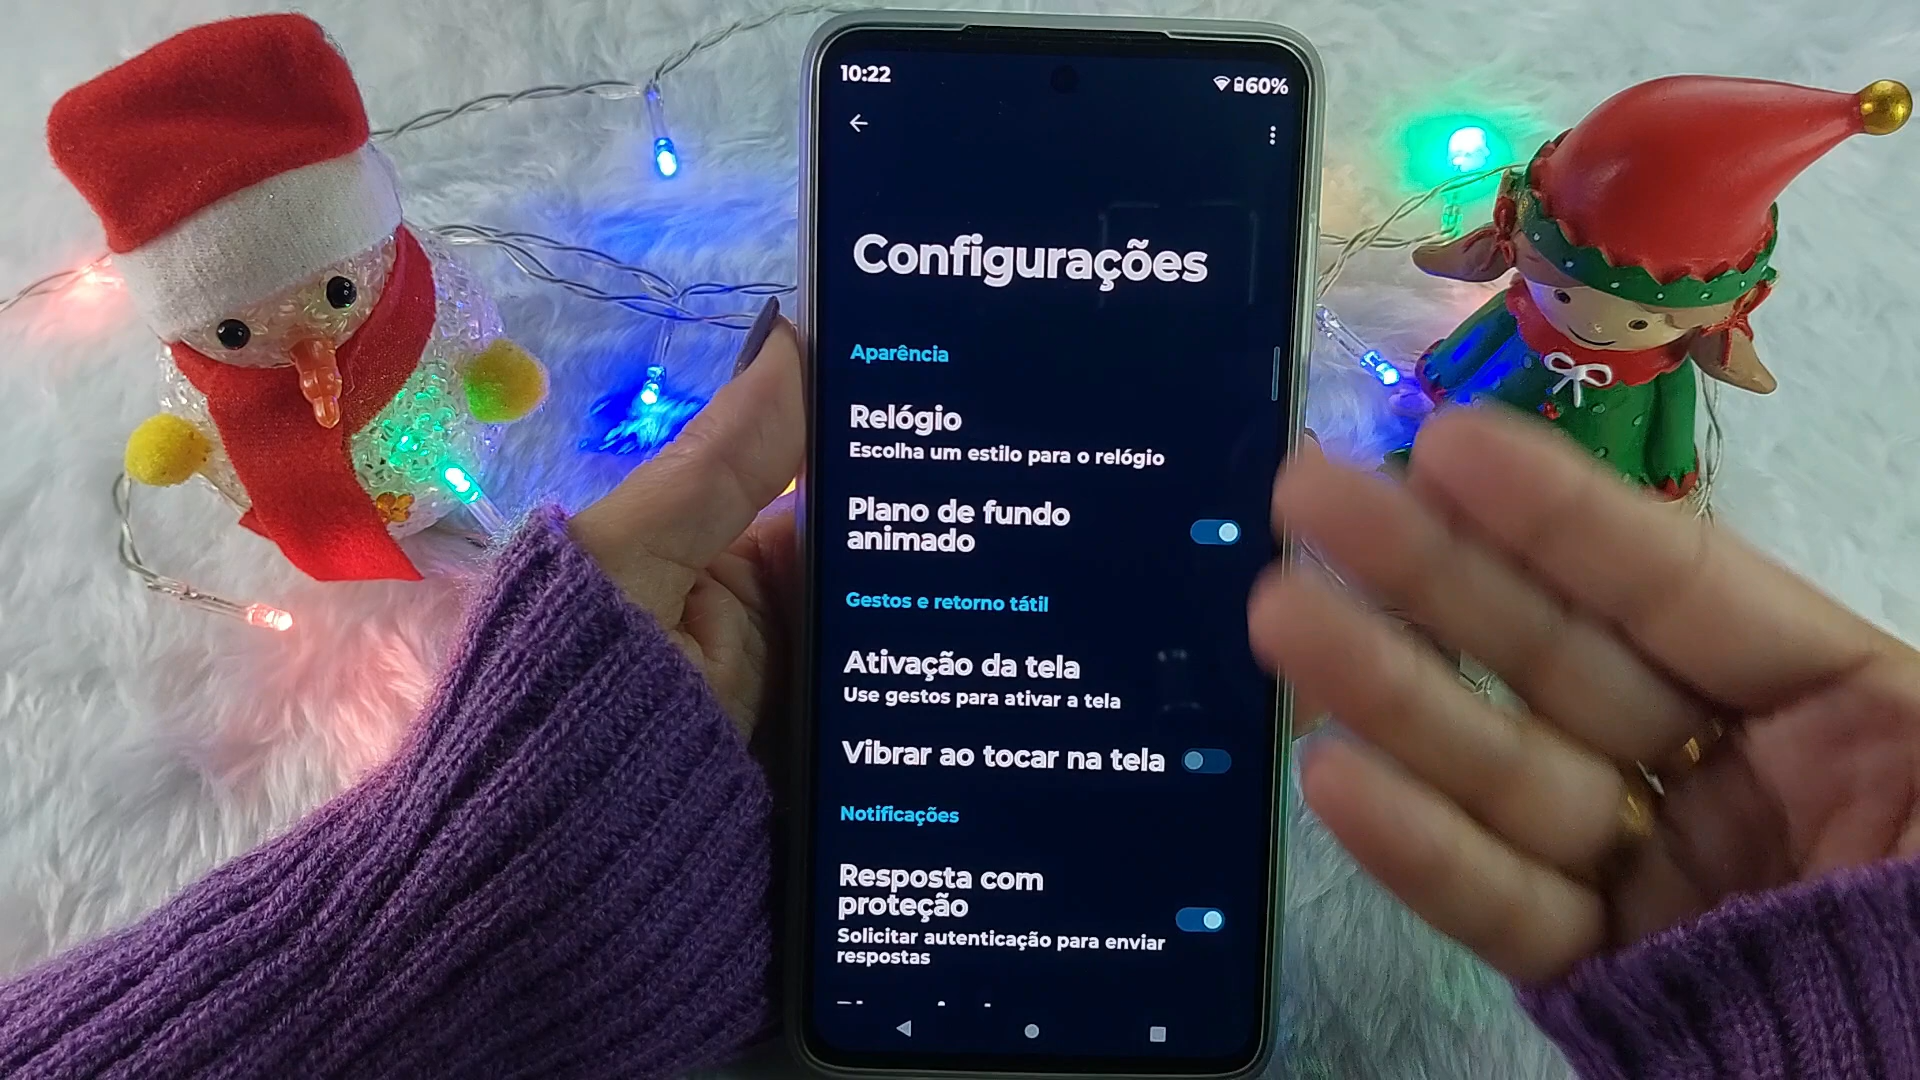 10:22
60%
Configurações
Aparência
Relógio
Escolha um estilo para o relógio
Plano de fundo
animado
Gestos e retorno tátil
Ativação da tela
Use gestos para ativar a tela
Vibrar ao tocar na tela
Notificações
Resposta com
proteção
Solicitar autenticação para enviar
respostas